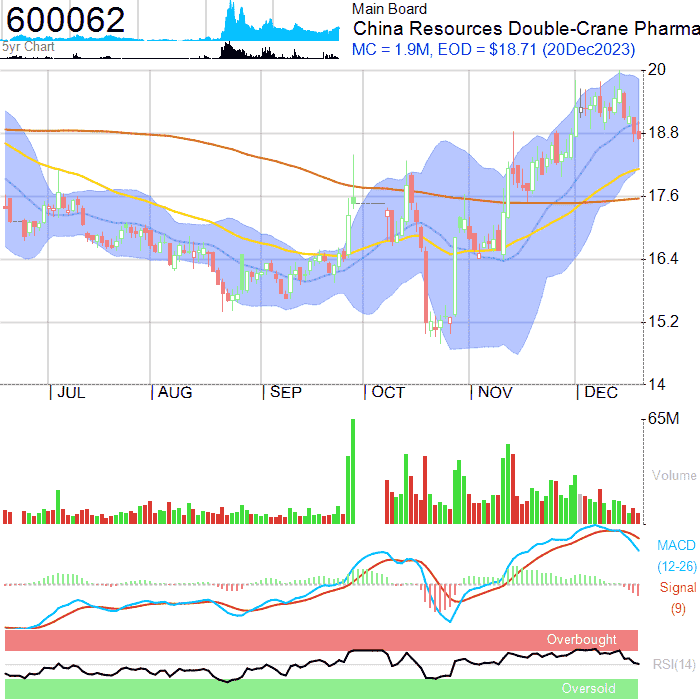 600062
5yr Chart
Main Board
China Resources Double-Crane Pharma
MC = 1.9M, EOD = $18.71 (20Dec2023)
20
18.8
17.6
16.4
15.2
14
JUL AUG SEP OCT NOV DEC
65M
Volume
MACD
(12-26)
Signal
(9)
Overbought
RSI(14)
Oversold